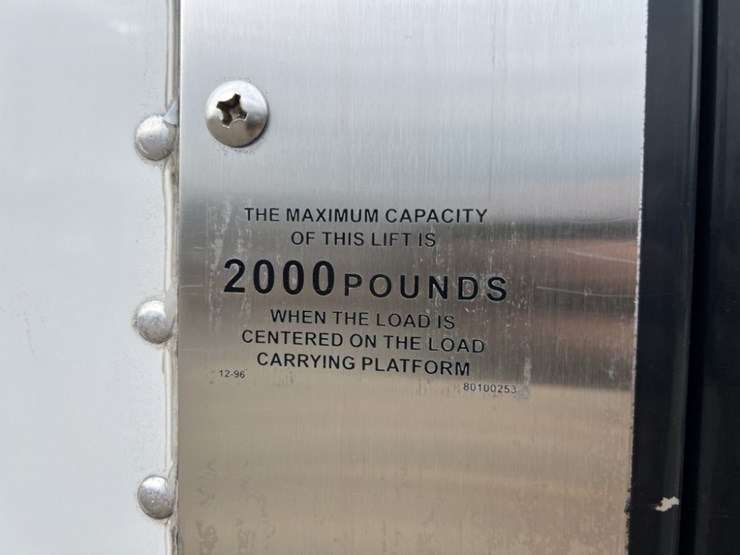 THE MAXIMUM CAPACITY
OF THIS LIFT IS
2000 POUNDS
WHEN THE LOAD IS
CENTERED ON THE LOAD
CARRYING PLATFORM
12-96
80100253